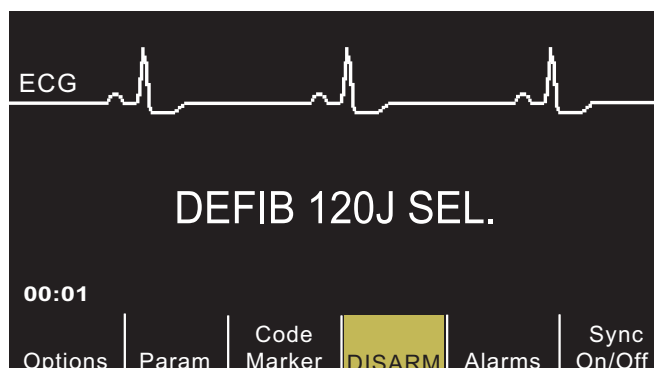 ECG
DEFIB 120J SEL.
00:01
Options Param Code Marker DISARM Alarms Sync On/Off